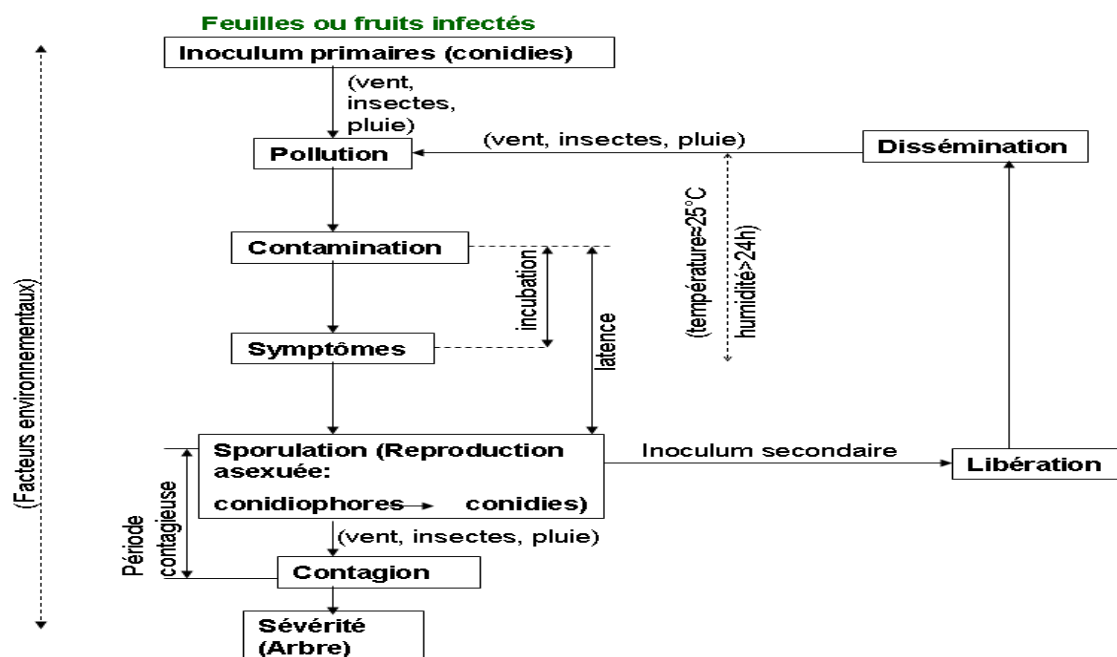 Feuilles ou fruits infectés
Inoculum primaires (conidies)
(vent,
insectes,
pluie)
(vent, insectes, pluie)
Pollution
Dissémination
Contamination
incubation
latence
(température≈25°C
humidité>24h)
Symptômes
(Facteurs environnementaux)
Sporulation (Reproduction
asexuée:
conidiophores → conidies)
Inoculum secondaire
Libération
Période
contagieuse
(vent, insectes, pluie)
Contagion
Sévérité
(Arbre)